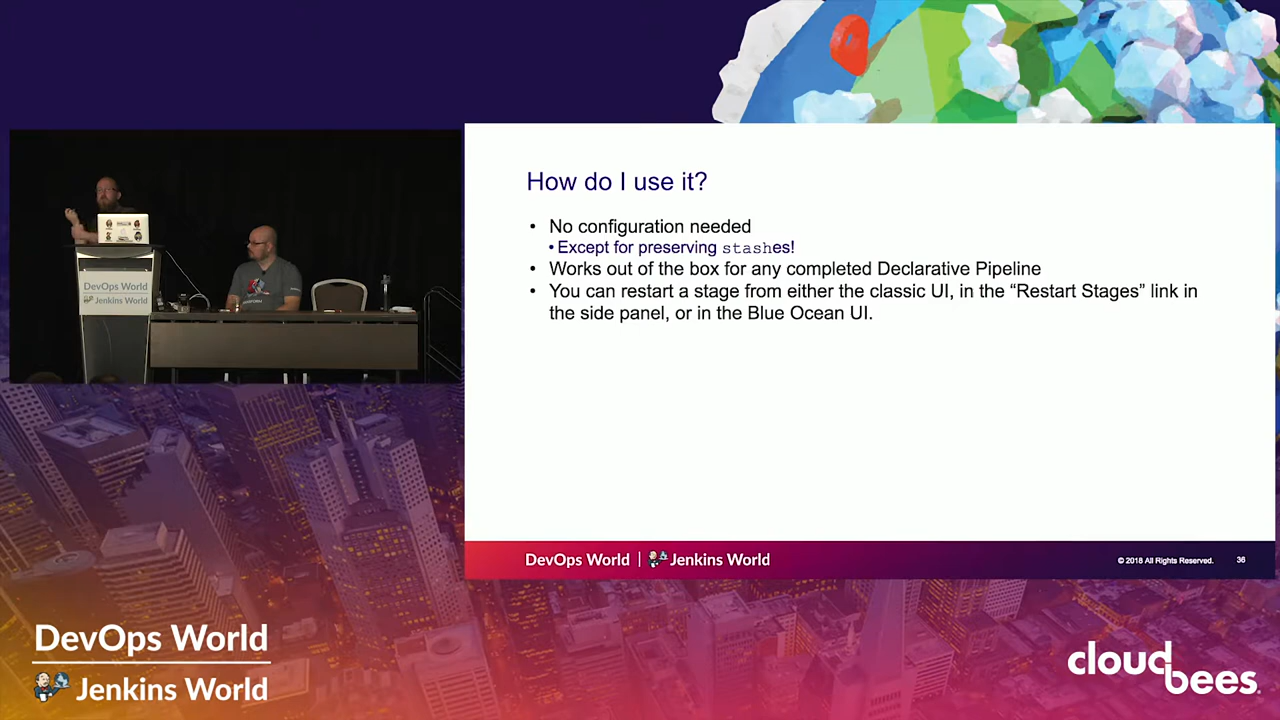 How do I use it?
• No configuration needed
• Except for preserving stashes!
• Works out of the box for any completed Declarative Pipeline
• You can restart a stage from either the classic UI, in the “Restart Stages” link in
the side panel, or in the Blue Ocean UI.
DevOps World | Jenkins World
© 2018 All Rights Reserved.
36
DevOps World
Jenkins World
DevOps World
Jenkins World
cloud
bees.